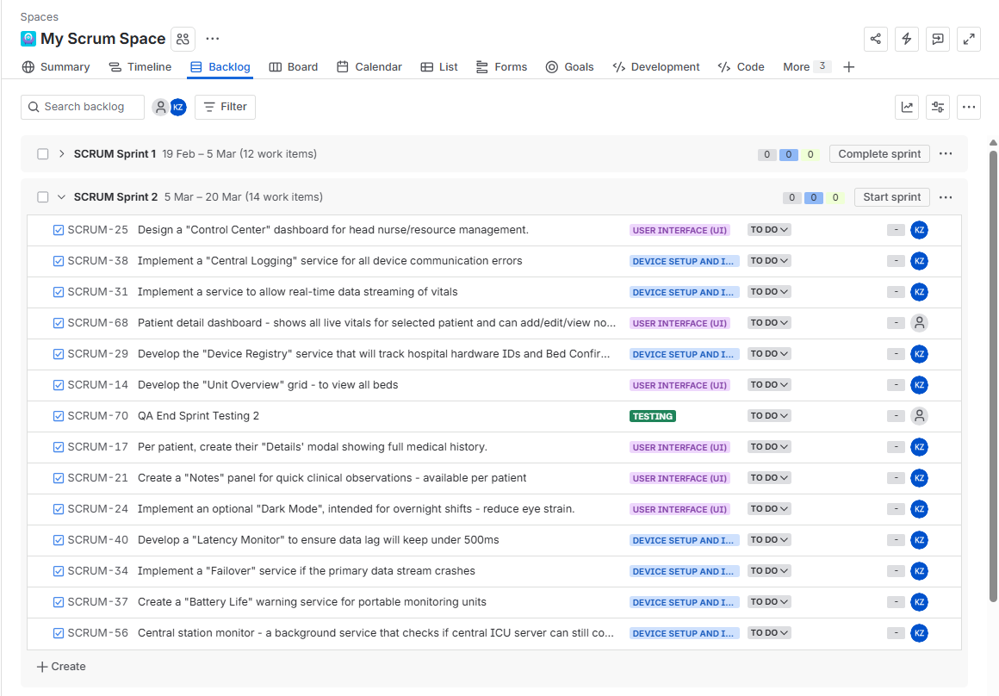 Spaces
My Scrum Space
Summary Timeline Backlog Board Calendar List Forms Goals Development Code More 3
Search backlog KZ Filter
SCRUM Sprint 1 19 Feb – 5 Mar (12 work items) 0 0 0 Complete sprint
SCRUM Sprint 2 5 Mar – 20 Mar (14 work items) 0 0 0 Start sprint
SCRUM-25 Design a "Control Center" dashboard for head nurse/resource management. USER INTERFACE (UI) TO DO - KZ
SCRUM-38 Implement a "Central Logging" service for all device communication errors DEVICE SETUP AND I... TO DO - KZ
SCRUM-31 Implement a service to allow real-time data streaming of vitals DEVICE SETUP AND I... TO DO - KZ
SCRUM-68 Patient detail dashboard - shows all live vitals for selected patient and can add/edit/view no... USER INTERFACE (UI) TO DO -
SCRUM-29 Develop the "Device Registry" service that will track hospital hardware IDs and Bed Confir... DEVICE SETUP AND I... TO DO - KZ
SCRUM-14 Develop the "Unit Overview" grid - to view all beds USER INTERFACE (UI) TO DO - KZ
SCRUM-70 QA End Sprint Testing 2 TESTING TO DO -
SCRUM-17 Per patient, create their "Details' modal showing full medical history. USER INTERFACE (UI) TO DO - KZ
SCRUM-21 Create a "Notes" panel for quick clinical observations - available per patient USER INTERFACE (UI) TO DO - KZ
SCRUM-24 Implement an optional "Dark Mode", intended for overnight shifts - reduce eye strain. USER INTERFACE (UI) TO DO - KZ
SCRUM-40 Develop a "Latency Monitor" to ensure data lag will keep under 500ms DEVICE SETUP AND I... TO DO - KZ
SCRUM-34 Implement a "Failover" service if the primary data stream crashes DEVICE SETUP AND I... TO DO - KZ
SCRUM-37 Create a "Battery Life" warning service for portable monitoring units DEVICE SETUP AND I... TO DO - KZ
SCRUM-56 Central station monitor - a background service that checks if central ICU server can still co... DEVICE SETUP AND I... TO DO - KZ
Create